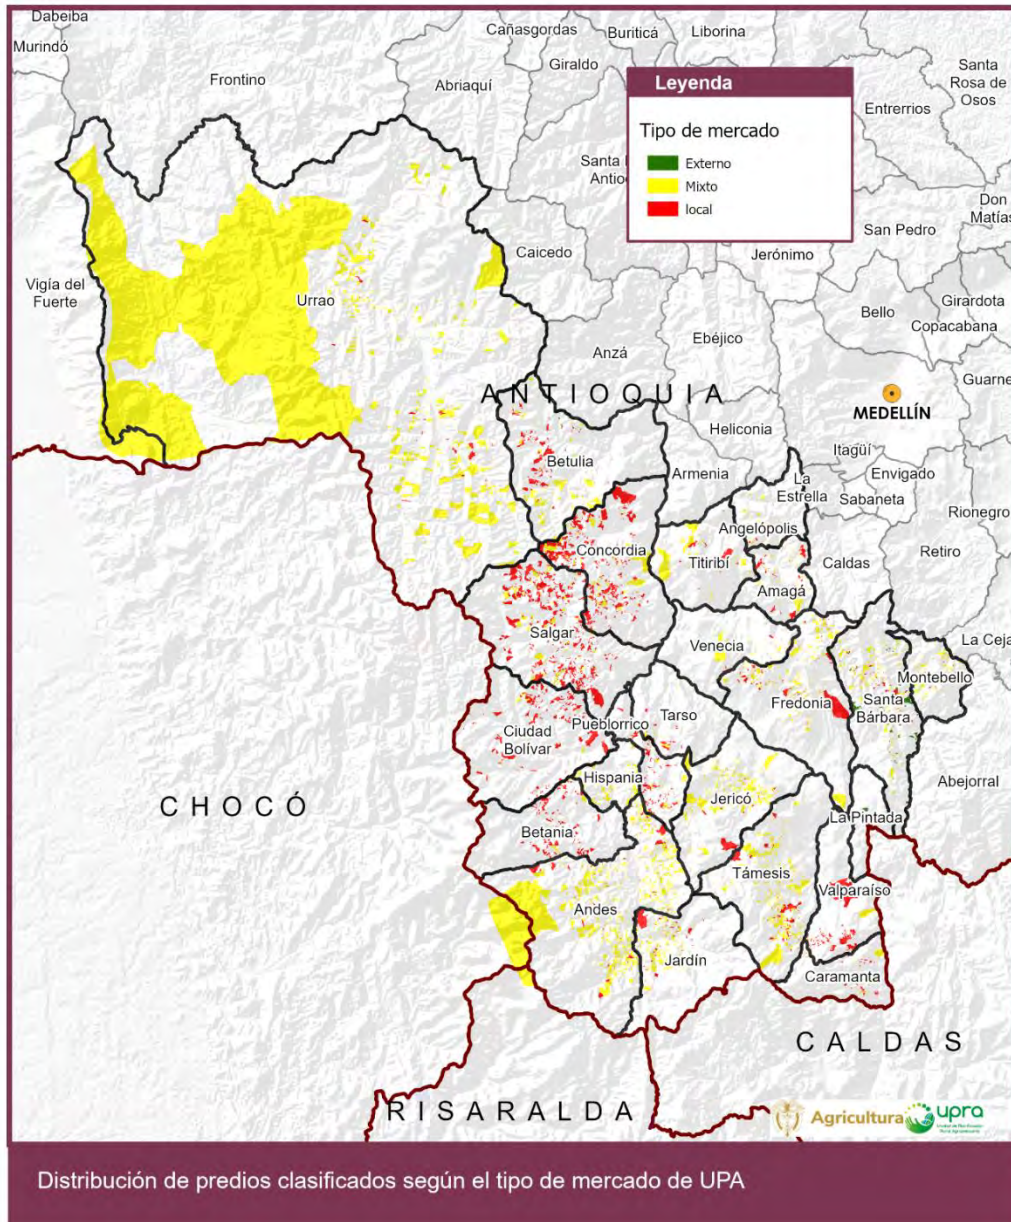 Dabeiba
Murindó
Frontino
Cañasgordas
Buriticá
Liborina
Giraldo
Abriaquí
Santa
Rosa de
Osos
Leyenda
Tipo de mercado
Externo
Mixto
local
Entrerrios
Santa
Antio
Don
Matías
San Pedro
Jerónimo
Caicedo
Vigía del
Fuerte
Urrao
Bello
Girardota
Copacabana
Anzá
Ebéjico
Guarne
ANTIOQUIA
MEDELLÍN
Heliconia
Itagüí
Betulia
Armenia
La
Estrella
Envigado
Sabaneta
Rionegro
Angelópolis
Concordia
Titiribí
Caldas
Retiro
Amagá
Salgar
Venecia
La Ceja
Montebello
Fredonia
Santa
Bárbara
Ciudad
Bolívar
Pueblorrico
Tarso
Hispania
Jericó
Abejorral
CHOCÓ
La Pintada
Betania
Támesis
Valparaíso
Andes
Jardín
Caramanta
CALDAS
RISARALDA
Agricultura
upra
Distribución de predios clasificados según el tipo de mercado de UPA